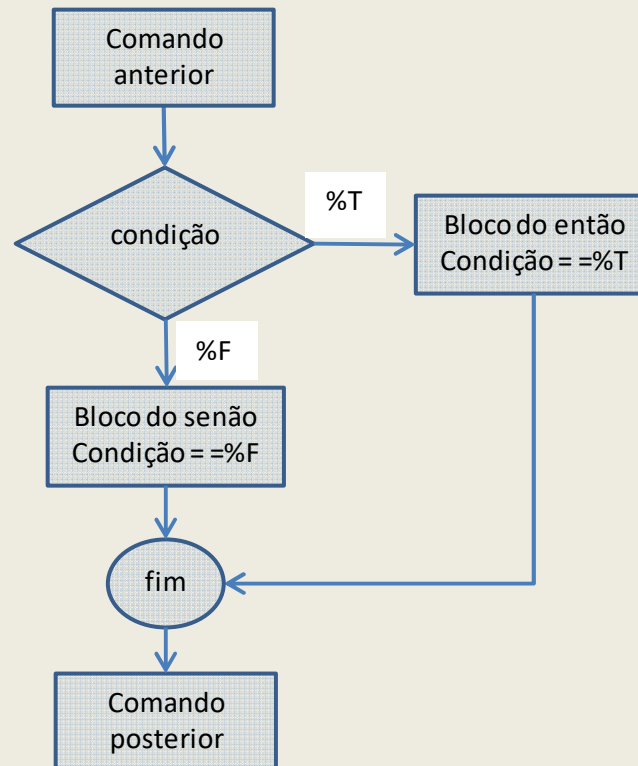 Comando
anterior
condição
%T
Bloco do então
Condição = =%T
%F
Bloco do senão
Condição = =%F
fim
Comando
posterior